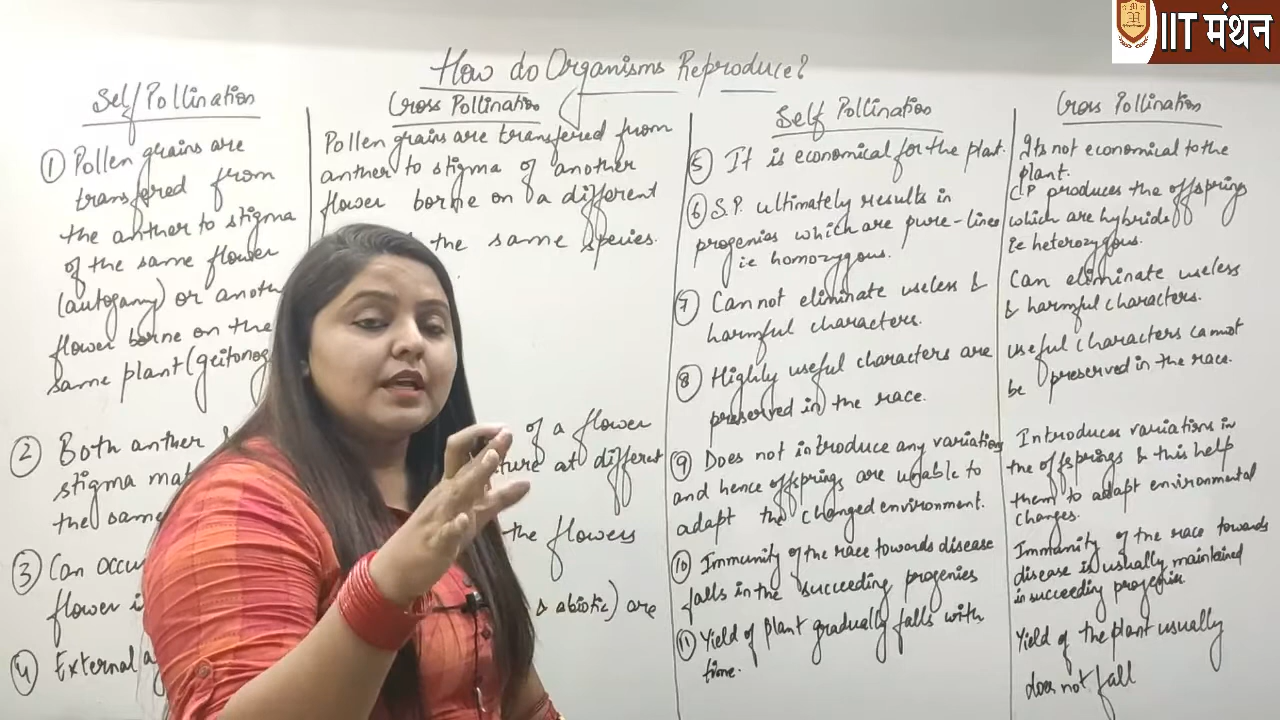 IIT मंथन
How do Organisms Reproduce?
Self Pollination
① Pollen grains are
transfered from
the anther to stigma
of the same flower
(autogamy) or anoth
flower borne on the
same plant (geitonog
② Both anther
stigma mat
the same
③ Can occu
flower i
④ External a
Cross Pollination
Pollen grains are transfered from
anther to stigma of another
flower borne on a different
the same species.
of a flower
ture at different
the flowers
& abiotic) are
Self Pollination
⑤ It is economical for the plant.
⑥ S.P. ultimately results in
progenias which are pure-lines
ie homozygous.
⑦ Can not eliminate useless &
harmful characters.
⑧ Highly useful characters are
preserved in the race.
⑨ Does not introduce any variations
and hence offsprings are unable to
adapt the changed environment.
⑩ Immunity of the race towards disease
falls in the succeeding progenies
⑪ Yield of plant gradually falls with
time.
Cross Pollination
Its not economical to the
plant.
CP produces the offsprings
which are hybrids
ie heterozygous.
Can eliminate useless
& harmful characters.
Useful characters cannot
be preserved in the race.
Introduces variations in
the offsprings & this help
them to adapt environmental
changes.
Immunity of the race towards
disease is usually maintained
in succeeding progenies
Yield of the plant usually
does not fall